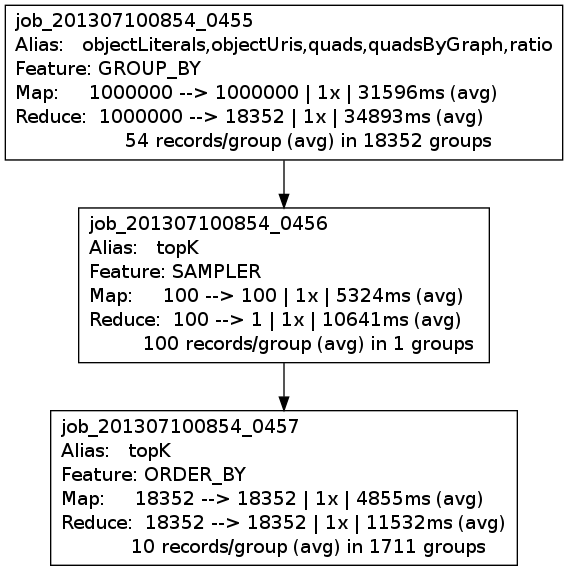 job_201307100854_0455
Alias: objectLiterals,objectUris,quads,quadsByGraph,ratio
Feature: GROUP_BY
Map: 1000000 --> 1000000 | 1x | 31596ms (avg)
Reduce: 1000000 --> 18352 | 1x | 34893ms (avg)
54 records/group (avg) in 18352 groups
job_201307100854_0456
Alias: topK
Feature: SAMPLER
Map: 100 --> 100 | 1x | 5324ms (avg)
Reduce: 100 --> 1 | 1x | 10641ms (avg)
100 records/group (avg) in 1 groups
job_201307100854_0457
Alias: topK
Feature: ORDER_BY
Map: 18352 --> 18352 | 1x | 4855ms (avg)
Reduce: 18352 --> 18352 | 1x | 11532ms (avg)
10 records/group (avg) in 1711 groups